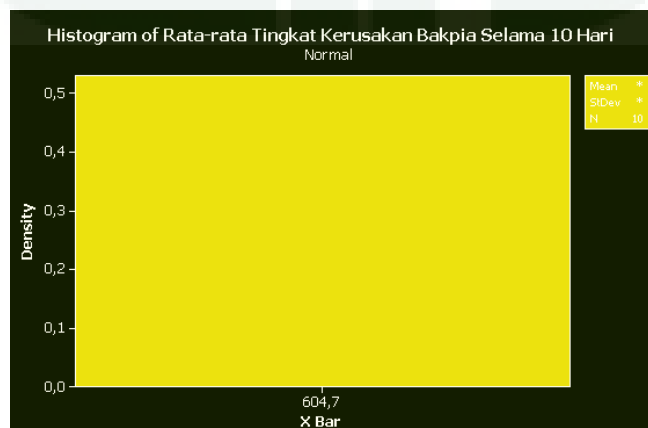 Histogram of Rata-rata Tingkat Kerusakan Bakpia Selama 10 Hari
Normal
Mean *
StDev *
N 10
Density
0,5
0,4
0,3
0,2
0,1
0,0
604,7
X Bar